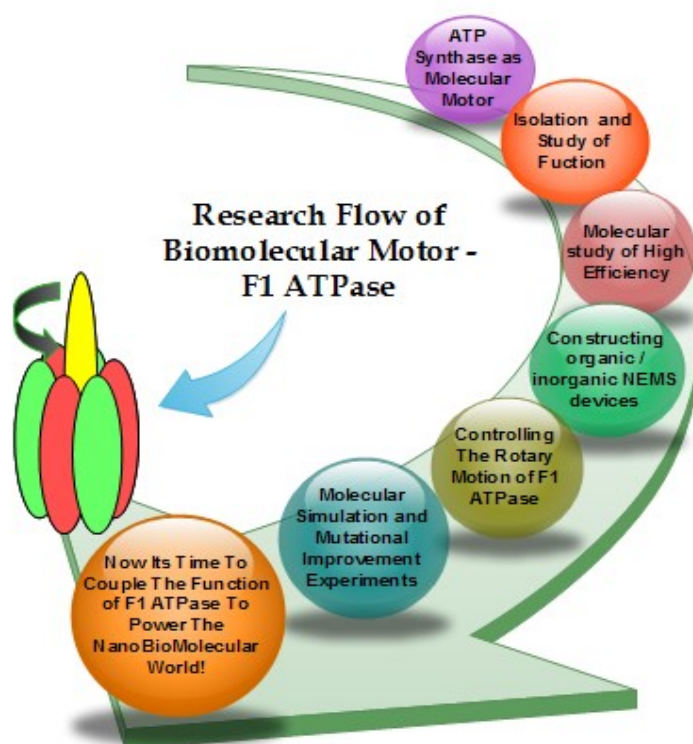 Research Flow of
Biomolecular Motor -
F1 ATPase
ATP
Synthase as
Molecular
Motor
Isolation and
Study of
Fuction
Molecular
study of High
Efficiency
Constructing
organic /
inorganic NEMS
devices
Controlling
The Rotary
Motion of F1
ATPase
Molecular
Simulation and
Mutational
Improvement
Experiments
Now Its Time To
Couple The Function
of F1 ATPase To
Power The
NanoBioMolecular
World!